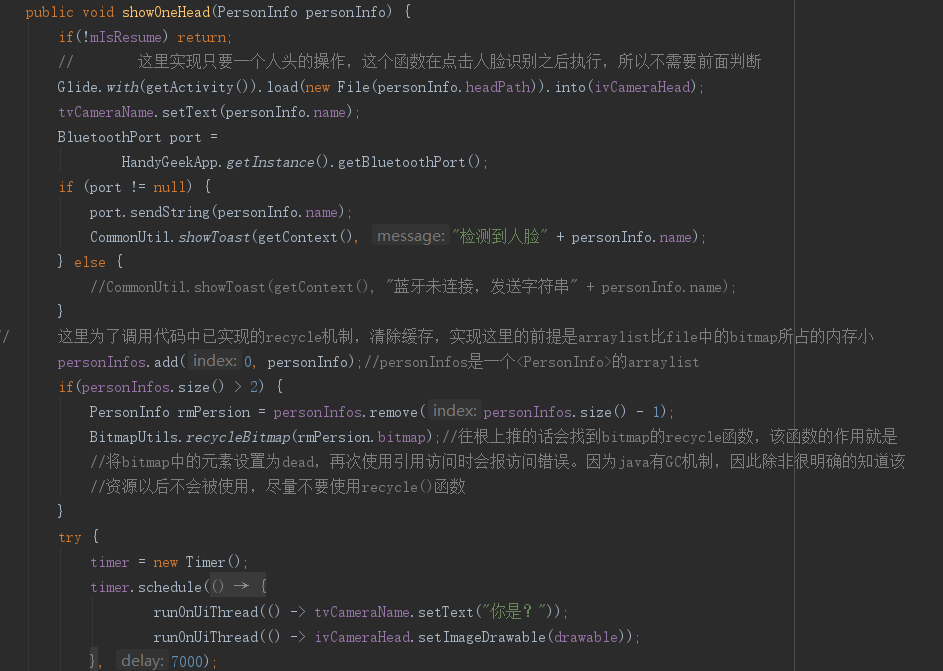 public void showOneHead(PersonInfo personInfo) {
if(!mIsResume) return;
// 这里实现只要一个人头的操作，这个函数在点击人脸识别之后执行，所以不需要前面判断
Glide.with(getActivity()).load(new File(personInfo.headPath)).into(ivCameraHead);
tvCameraName.setText(personInfo.name);
BluetoothPort port =
HandyGeekApp.getInstance().getBluetoothPort();
if (port != null) {
port.sendString(personInfo.name);
CommonUtil.showToast(getContext(), message: "检测到人脸" + personInfo.name);
} else {
//CommonUtil.showToast(getContext(), "蓝牙未连接，发送字符串" + personInfo.name);
}
// 这里为了调用代码中已实现的recycle机制，清除缓存，实现这里的前提是arraylist比file中的bitmap所占的内存小
personInfos.add( index: 0, personInfo);//personInfos是一个<PersonInfo>的arraylist
if(personInfos.size() > 2) {
PersonInfo rmPersion = personInfos.remove( index: personInfos.size() - 1);
BitmapUtils.recycleBitmap(rmPersion.bitmap);//往根上推的话会找到bitmap的recycle函数，该函数的作用就是
//将bitmap中的元素设置为dead，再次使用引用访问时会报访问错误。因为java有GC机制，因此除非很明确的知道该
//资源以后不会被使用，尽量不要使用recycle()函数
}
try {
timer = new Timer();
timer.schedule(() → {
runOnUiThread(() -> tvCameraName.setText("你是？"));
runOnUiThread(() -> ivCameraHead.setImageDrawable(drawable));
}, delay: 7000);